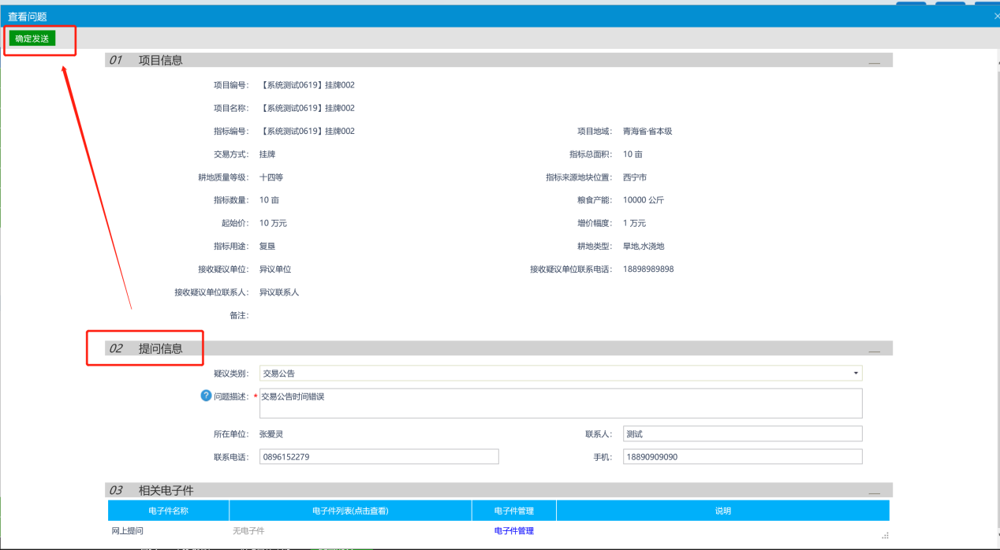 查看问题
确定发送
01 项目信息
项目编号： 【系统测试0619】挂牌002
项目名称： 【系统测试0619】挂牌002
指标编号： 【系统测试0619】挂牌002 项目地域： 青海省·省本级
交易方式： 挂牌 指标总面积： 10 亩
耕地质量等级： 十四等 指标来源地块位置： 西宁市
指标数量： 10 亩 粮食产能： 10000 公斤
起始价： 10 万元 增价幅度： 1 万元
指标用途： 复垦 耕地类型： 旱地,水浇地
接收疑议单位： 异议单位 接收疑议单位联系电话： 18898989898
接收疑议单位联系人： 异议联系人
备注：
02 提问信息
疑议类别： 交易公告
? 问题描述： * 交易公告时间错误
所在单位： 张爱灵 联系人： 测试
联系电话： 0896152279 手机： 18890909090
03 相关电子件
电子件名称 电子件列表(点击查看) 电子件管理 说明
网上提问 无电子件 电子件管理